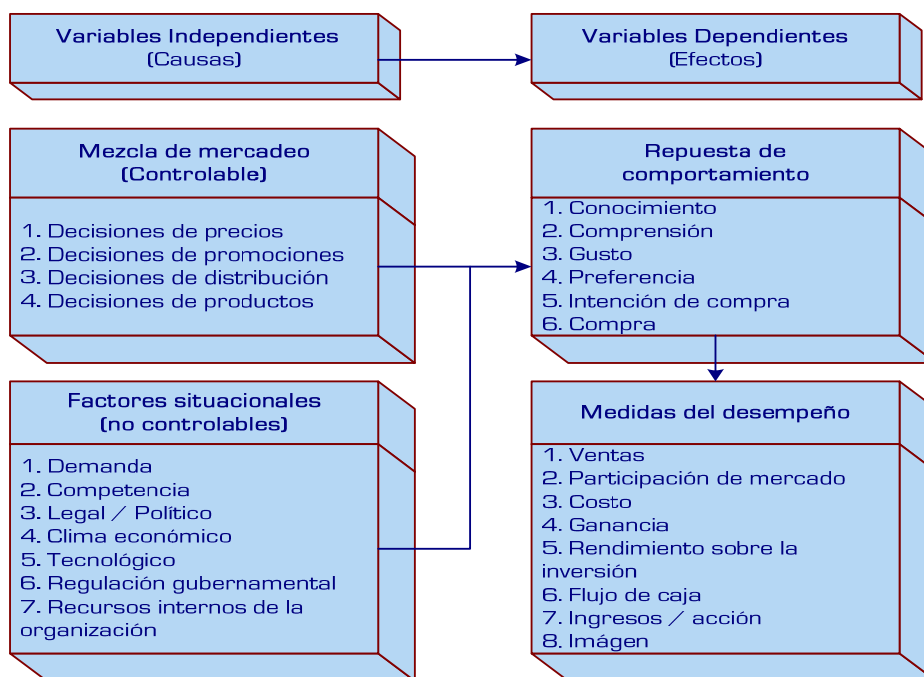 Variables Independientes
(Causas)
Variables Dependientes
(Efectos)
Mezcla de mercadeo
(Controlable)
1. Decisiones de precios
2. Decisiones de promociones
3. Decisiones de distribución
4. Decisiones de productos
Repuesta de
comportamiento
1. Conocimiento
2. Comprensión
3. Gusto
4. Preferencia
5. Intención de compra
6. Compra
Factores situacionales
(no controlables)
1. Demanda
2. Competencia
3. Legal / Político
4. Clima económico
5. Tecnológico
6. Regulación gubernamental
7. Recursos internos de la
organización
Medidas del desempeño
1. Ventas
2. Participación de mercado
3. Costo
4. Ganancia
5. Rendimiento sobre la
inversión
6. Flujo de caja
7. Ingresos / acción
8. Imágen